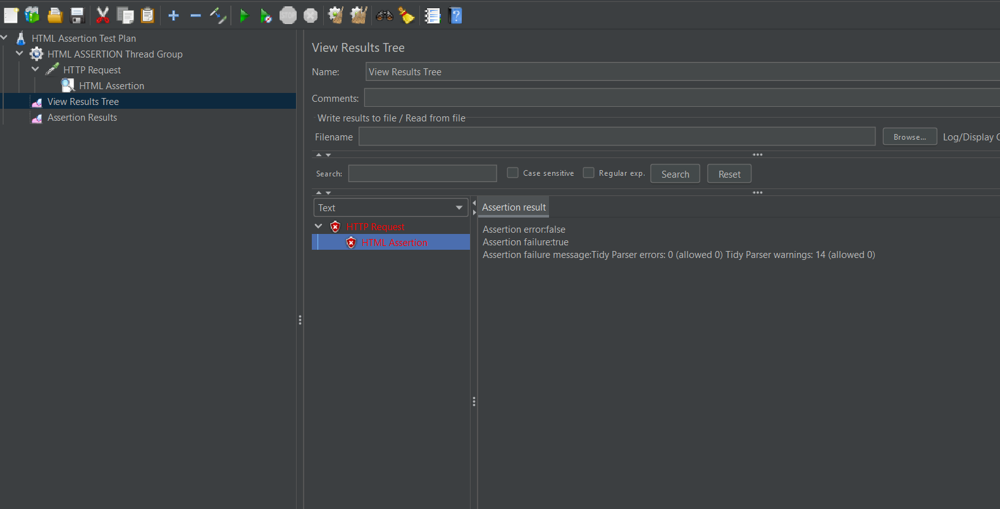 STOP
HTML Assertion Test Plan
HTML ASSERTION Thread Group
HTTP Request
HTML Assertion
View Results Tree
Assertion Results
View Results Tree
Name: View Results Tree
Comments:
Write results to file / Read from file
Filename Browse... Log/Display
Search: Case sensitive Regular exp. Search Reset
Text
HTTP Request
HTML Assertion
Assertion result
Assertion error:false
Assertion failure:true
Assertion failure message:Tidy Parser errors: 0 (allowed 0) Tidy Parser warnings: 14 (allowed 0)